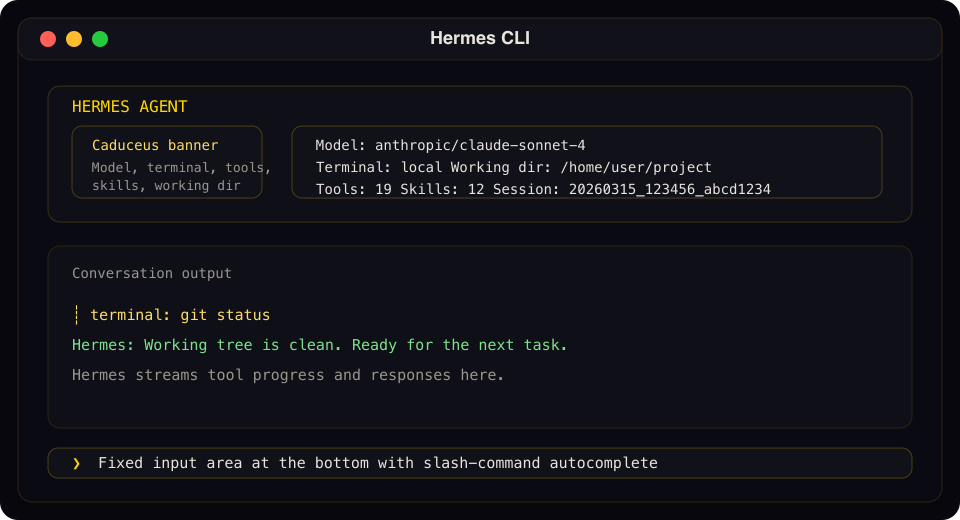 Hermes CLI
HERMES AGENT
Caduceus banner
Model, terminal, tools,
skills, working dir
Model: anthropic/claude-sonnet-4
Terminal: local Working dir: /home/user/project
Tools: 19 Skills: 12 Session: 20260315_123456_abcd1234
Conversation output
┊ terminal: git status
Hermes: Working tree is clean. Ready for the next task.
Hermes streams tool progress and responses here.
❯ Fixed input area at the bottom with slash-command autocomplete